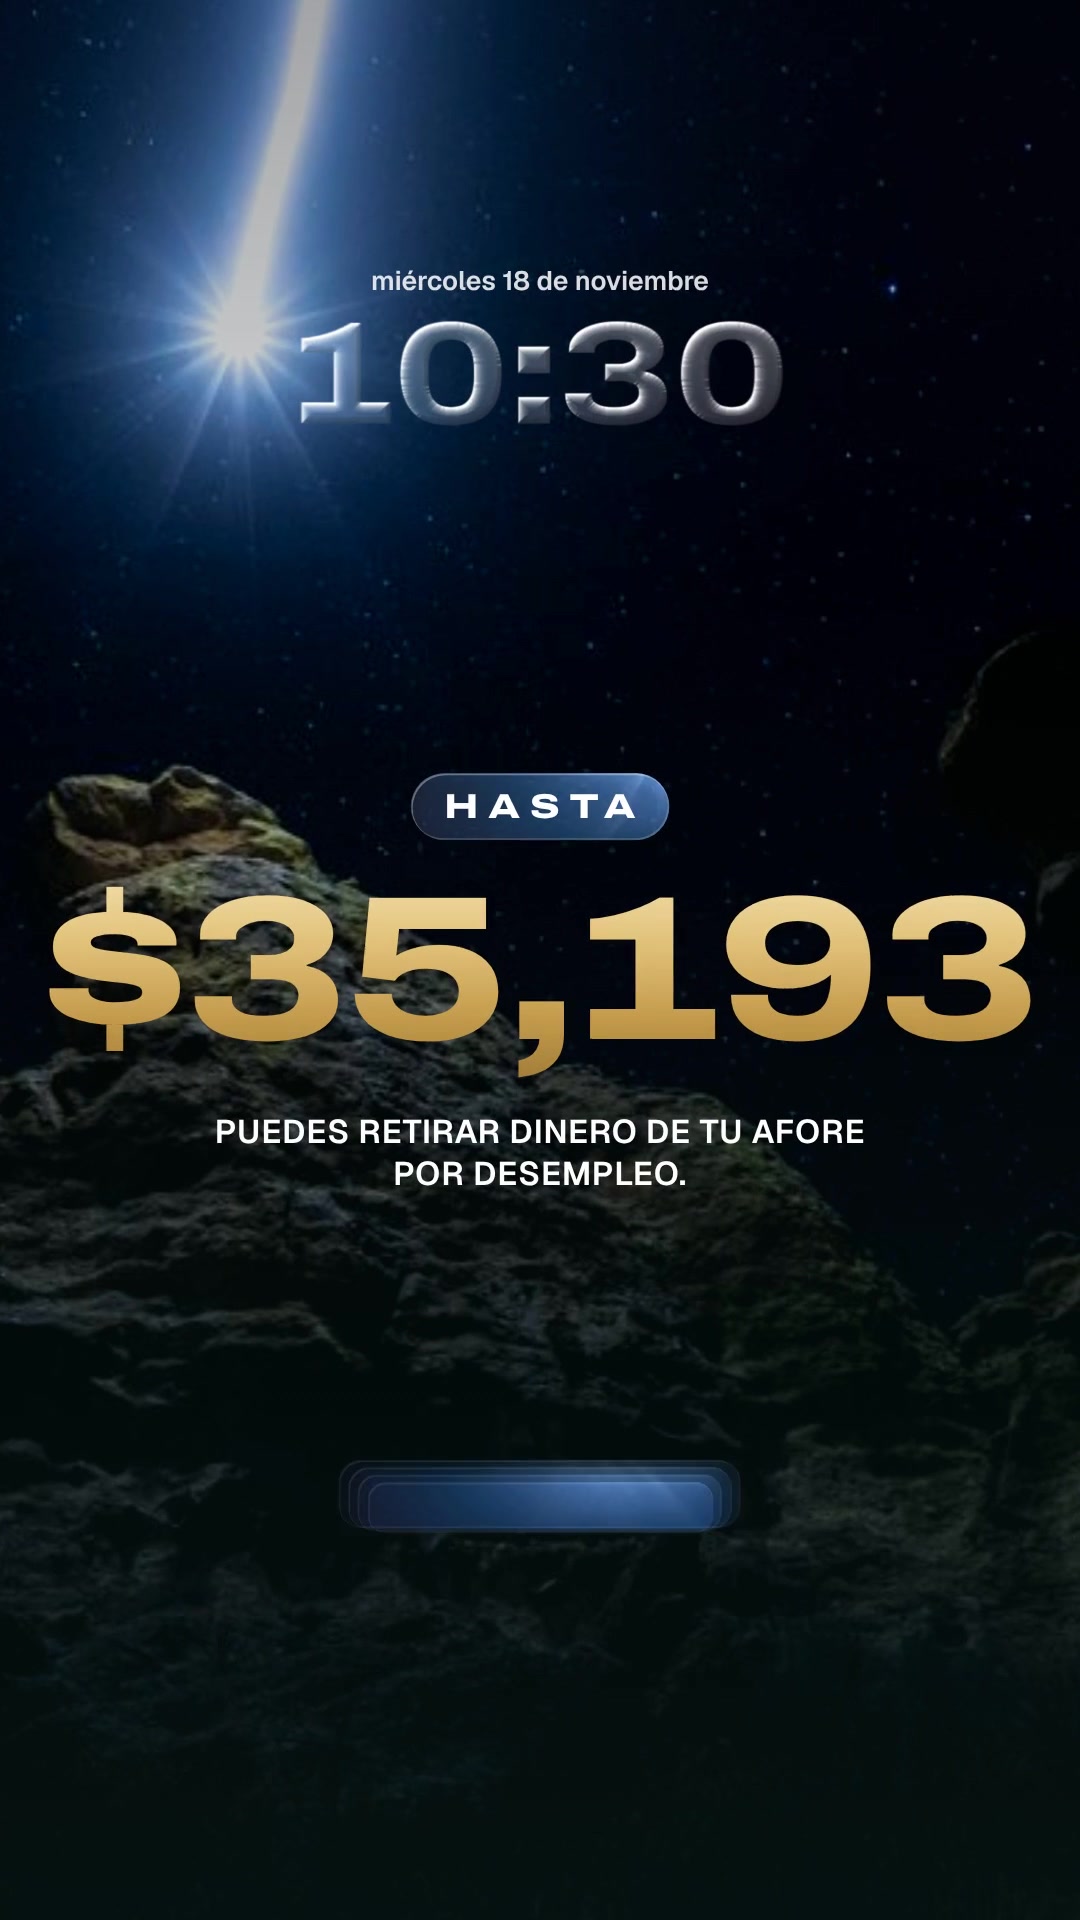 miércoles 18 de noviembre
10:30
HASTA
$35,193
PUEDES RETIRAR DINERO DE TU AFORE
POR DESEMPLEO.